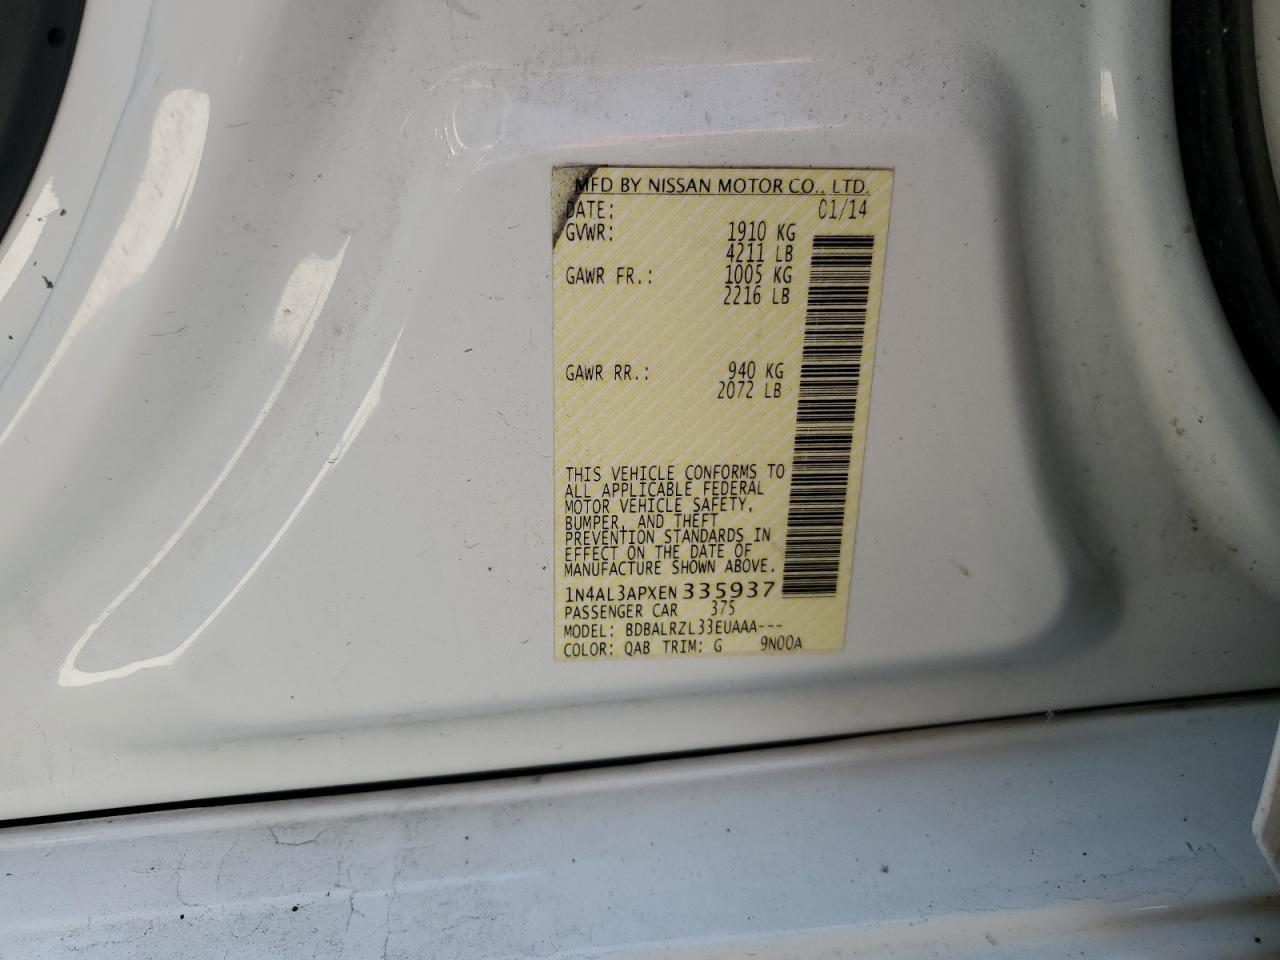 MFD BY NISSAN MOTOR CO., LTD.
DATE: 01/14
GVWR: 1910 KG
4211 LB
GAWR FR.: 1005 KG
2216 LB
GAWR RR.: 940 KG
2072 LB
THIS VEHICLE CONFORMS TO
ALL APPLICABLE FEDERAL
MOTOR VEHICLE SAFETY,
BUMPER, AND THEFT
PREVENTION STANDARDS IN
EFFECT ON THE DATE OF
MANUFACTURE SHOWN ABOVE.
1N4AL3APXEN335937
PASSENGER CAR 375
MODEL: BDBALRZL33EUAAA---
COLOR: QAB TRIM: G 9N00A